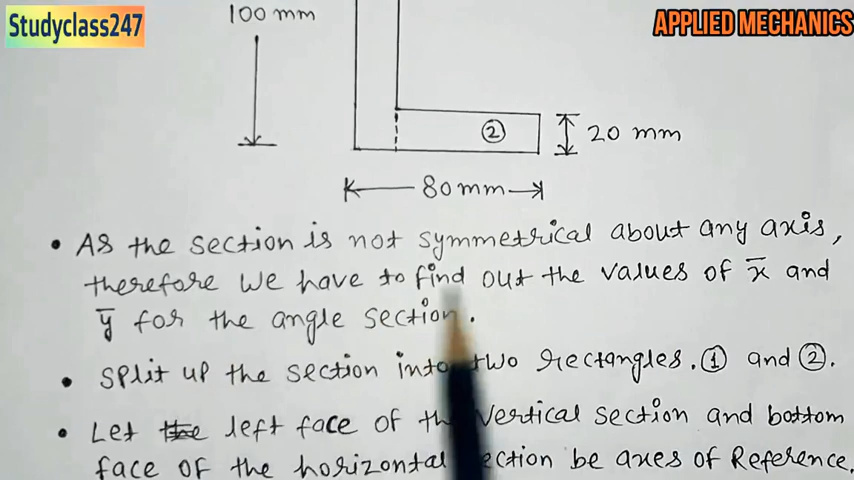 Studyclass247
APPLIED MECHANICS
100 mm
②
20 mm
80 mm
• As the section is not symmetrical about any axis,
therefore we have to find out the values of x̄ and
ȳ for the angle section.
• Split up the section into two rectangles. ① and ②.
• Let left face of the vertical section and bottom
face of the horizontal section be axes of Reference.